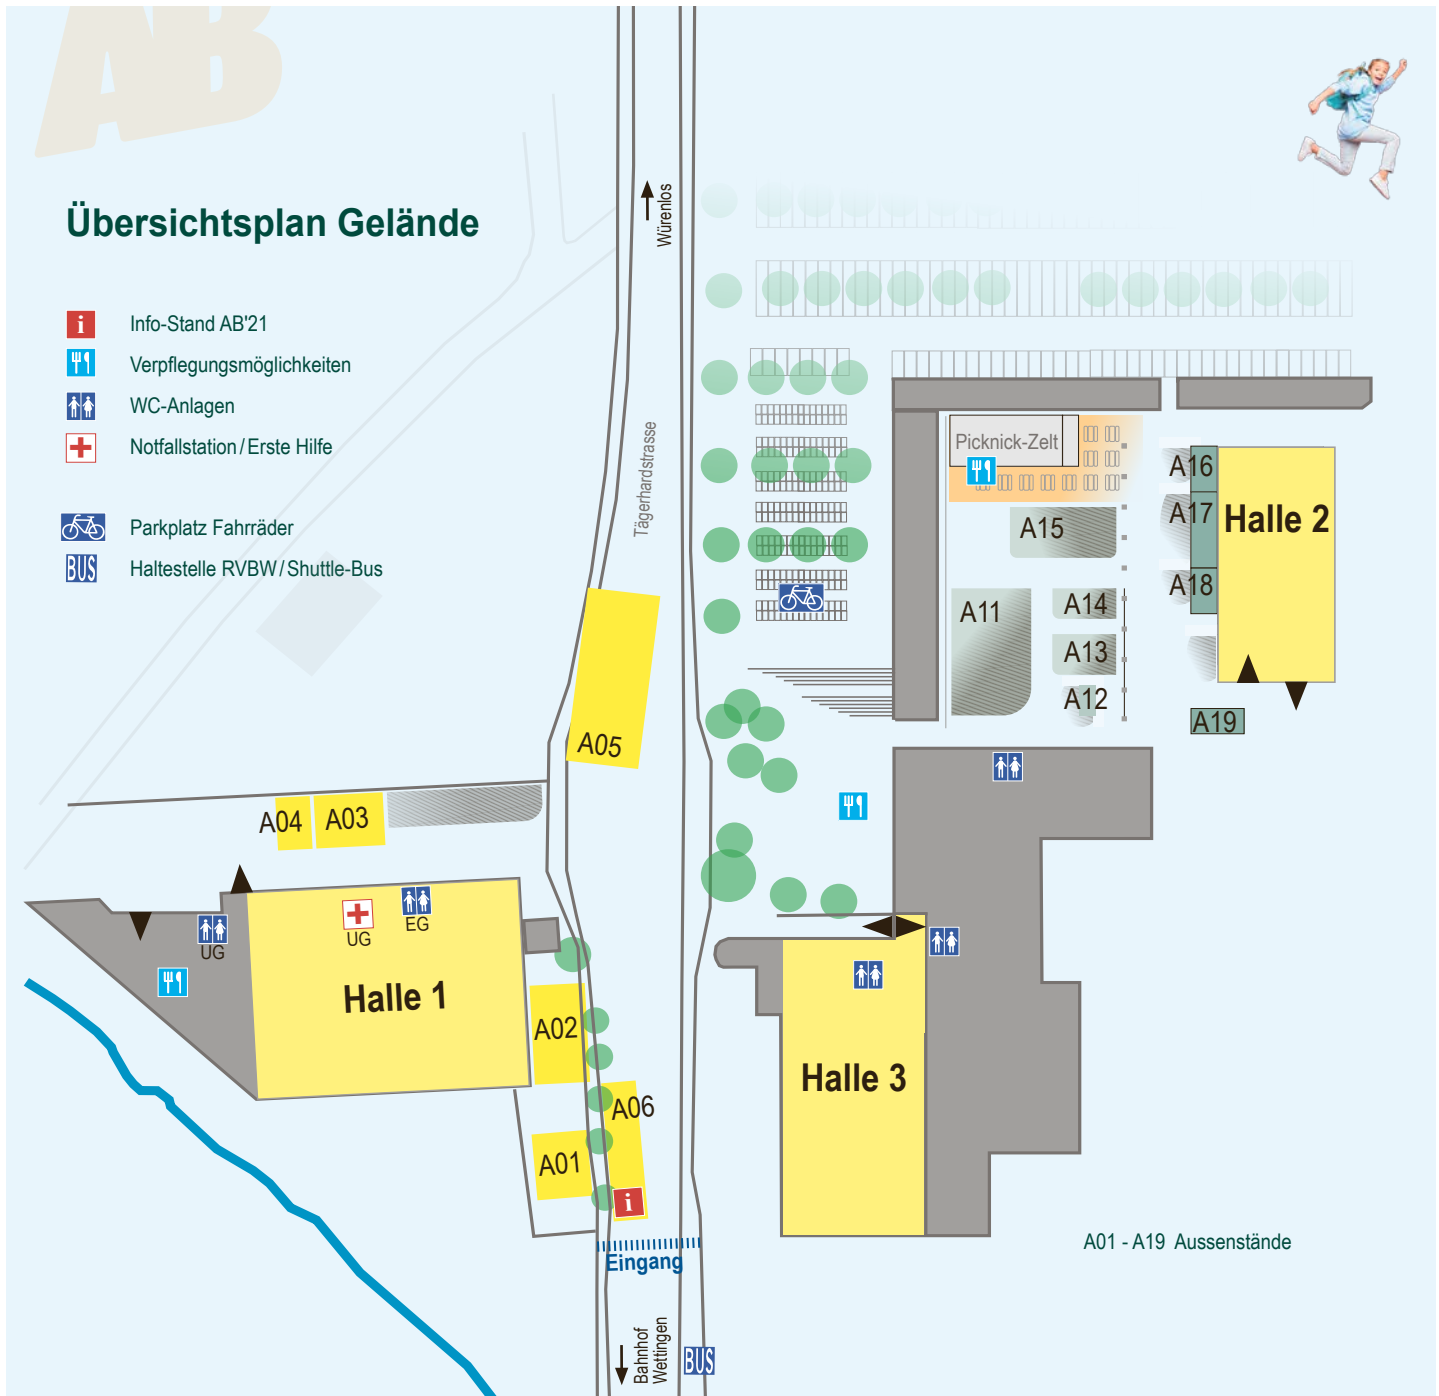 AB
Übersichtsplan Gelände
i Info-Stand AB'21
Verpflegungsmöglichkeiten
WC-Anlagen
Notfallstation / Erste Hilfe
Parkplatz Fahrräder
BUS Haltestelle RVBW / Shuttle-Bus
Würenlos
Tägerhardstrasse
Picknick-Zelt
A15
A11
A14
A13
A12
A16
A17
A18
Halle 2
A19
A05
A04
A03
UG
UG
EG
Halle 1
A02
A06
A01
i
Halle 3
Eingang
Bahnhof
Wettingen
BUS
A01 - A19 Aussenstände